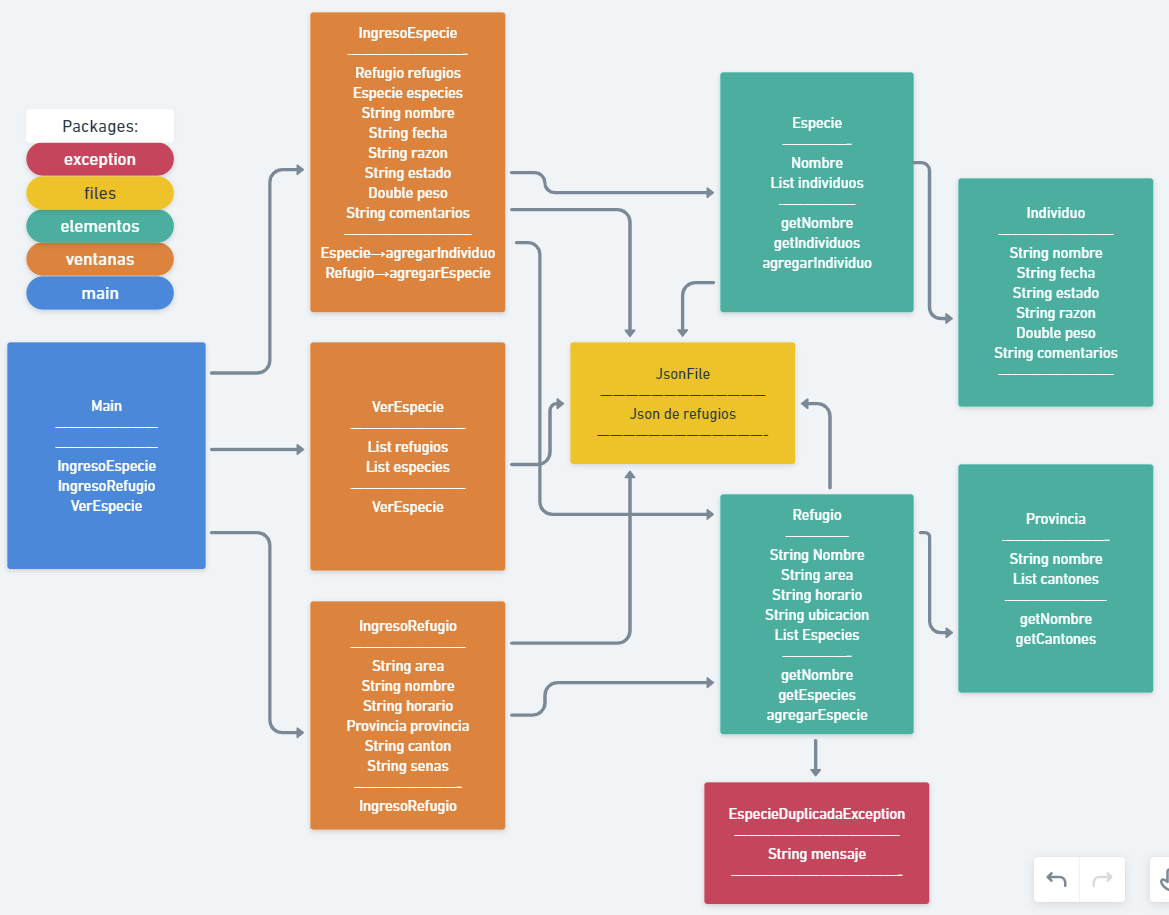 Packages:
exception
files
elementos
ventanas
main
Main
IngresoEspecie
IngresoRefugio
VerEspecie
IngresoEspecie
Refugio refugios
Especie especies
String nombre
String fecha
String razon
String estado
Double peso
String comentarios
Especie→agregarIndividuo
Refugio→agregarEspecie
VerEspecie
List refugios
List especies
VerEspecie
IngresoRefugio
String area
String nombre
String horario
Provincia provincia
String canton
String senas
IngresoRefugio
JsonFile
Json de refugios
Especie
Nombre
List individuos
getNombre
getIndividuos
agregarIndividuo
Refugio
String Nombre
String area
String horario
String ubicacion
List Especies
getNombre
getEspecies
agregarEspecie
EspecieDuplicadaException
String mensaje
Individuo
String nombre
String fecha
String estado
String razon
Double peso
String comentarios
Provincia
String nombre
List cantones
getNombre
getCantones